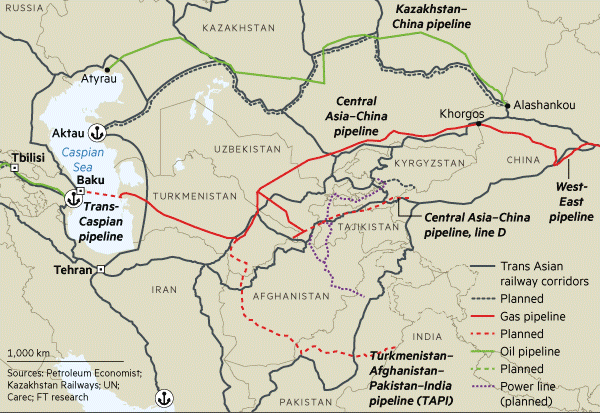 RUSSIA
KAZAKHSTAN
Kazakhstan–
China pipeline
Atyrau
Aktau
Caspian
Sea
Tbilisi
Baku
Trans-
Caspian
pipeline
Tehran
Central
Asia–China
pipeline
Khorgos
Alashankou
UZBEKISTAN
KYRGYZSTAN
CHINA
TURKMENISTAN
West-
East
pipeline
TAJIKISTAN
Central Asia–China
pipeline, line D
IRAN
AFGHANISTAN
INDIA
PAKISTAN
Turkmenistan–
Afghanistan–
Pakistan–India
pipeline (TAPI)
Trans Asian
railway corridors
Planned
Gas pipeline
Planned
Oil pipeline
Planned
Power line
(planned)
1,000 km
Sources: Petroleum Economist;
Kazakhstan Railways; UN;
Carec; FT research